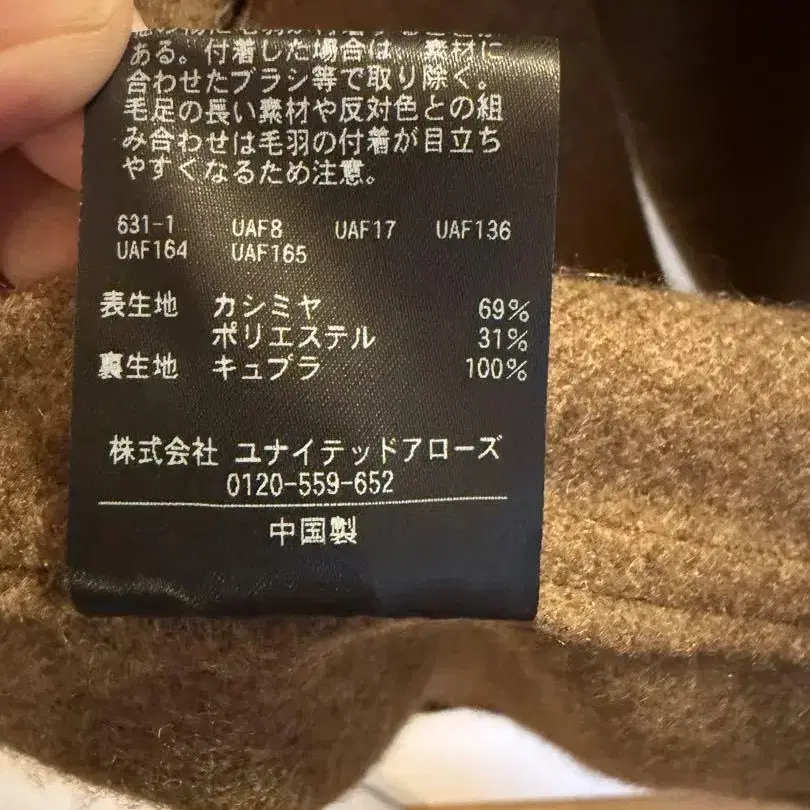 ある。付着した場合は、素材に
合わせたブラシ等で取り除く。
毛足の長い素材や反対色との組
み合わせは毛羽の付着が目立ち
やすくなるため注意。
631-1 UAF8 UAF17 UAF136
UAF164 UAF165
表生地 カシミヤ 69%
ポリエステル 31%
裏生地 キュプラ 100%
株式会社 ユナイテッドアローズ
0120-559-652
中国製